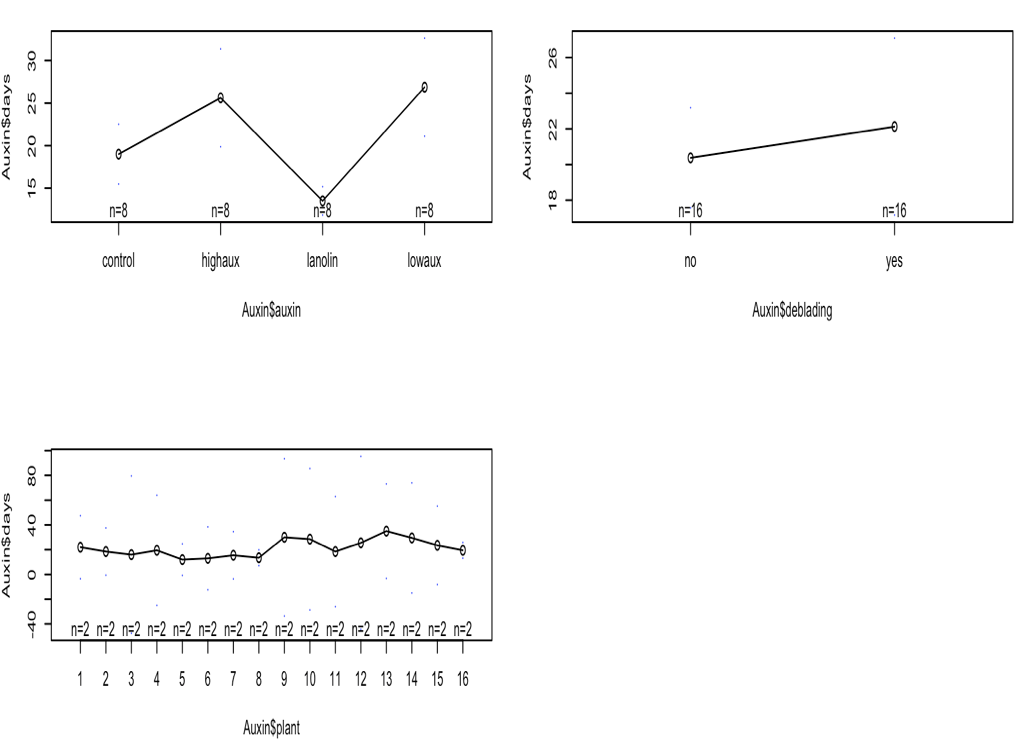 Auxin$days
30
25
20
15
n=8 n=8 n=8 n=8
control highaux lanolin lowaux
Auxin$auxin
Auxin$days
26
22
18
n=16 n=16
no yes
Auxin$deblading
Auxin$days
80
40
0
-40
n=2 n=2 n=2 n=2 n=2 n=2 n=2 n=2 n=2 n=2 n=2 n=2 n=2 n=2 n=2 n=2
1 2 3 4 5 6 7 8 9 10 11 12 13 14 15 16
Auxin$plant